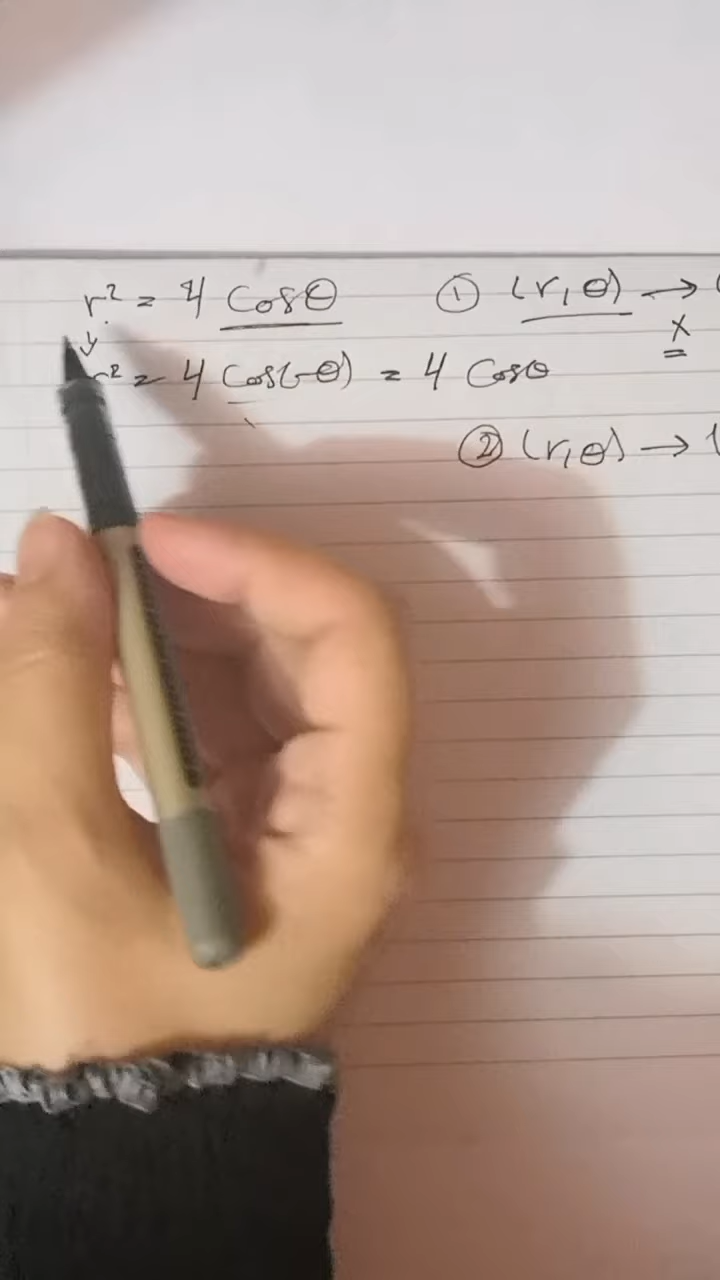 r² = 4 Cosθ ① (r,θ) → (
x
r² = 4 Cos(-θ) = 4 Cosθ
② (r,θ) → (